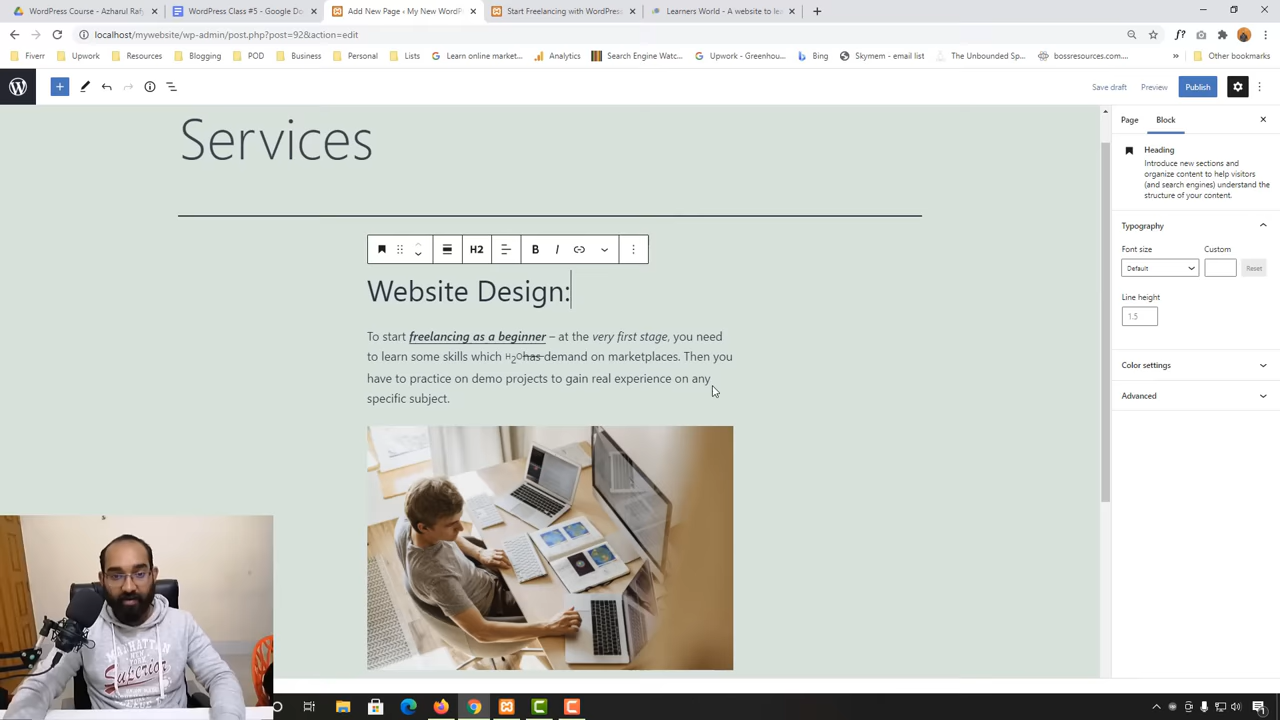 WordPress Course - Azharul Rafy
WordPress Class #5 - Google Do
Add New Page ‹ My New WordPr
Start Freelancing with WordPress
Learners World - A website to le
localhost/mywebsite/wp-admin/post.php?post=92&action=edit
Fiverr
Upwork
Resources
Blogging
POD
Business
Personal
Lists
Learn online market...
Analytics
Search Engine Watc...
Upwork - Greenhou...
Bing
Skymem - email list
The Unbounded Sp...
bossresources.com...
Other bookmarks
Save draft
Preview
Publish
Services
Page
Block
Heading
Introduce new sections and
organize content to help visitors
(and search engines) understand the
structure of your content.
Typography
Font size
Custom
Default
Reset
Line height
1.5
Color settings
Advanced
H2
B
I
Website Design:
To start freelancing as a beginner – at the very first stage, you need
to learn some skills which H2Ohas demand on marketplaces. Then you
have to practice on demo projects to gain real experience on any
specific subject.
MANHATTAN
Superior